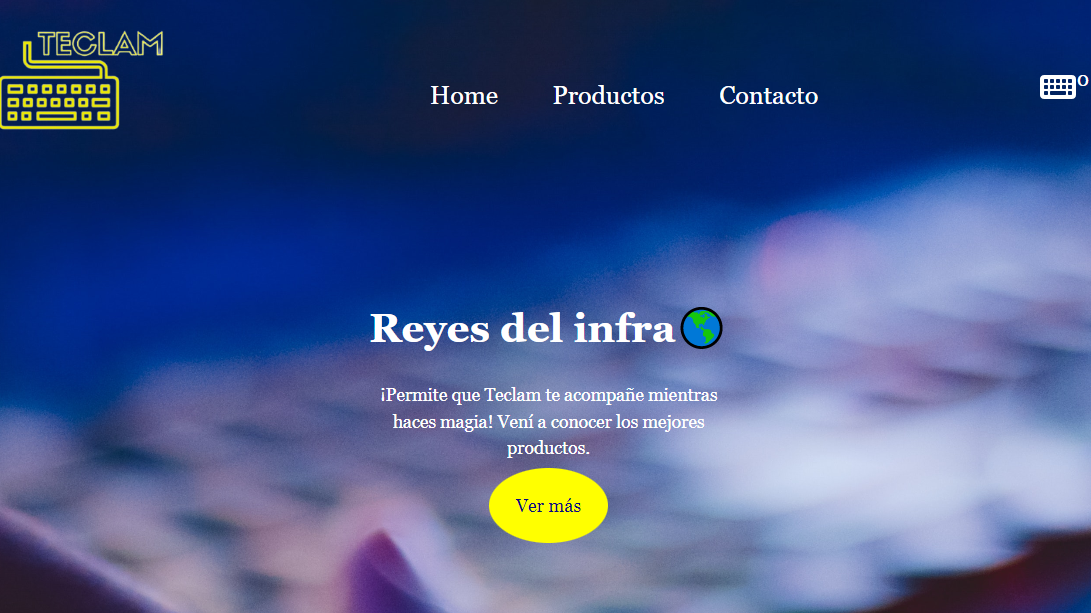 TECLAM
Home Productos Contacto
0
Reyes del infra🌎
¡Permite que Teclam te acompañe mientras
haces magia! Vení a conocer los mejores
productos.
Ver más